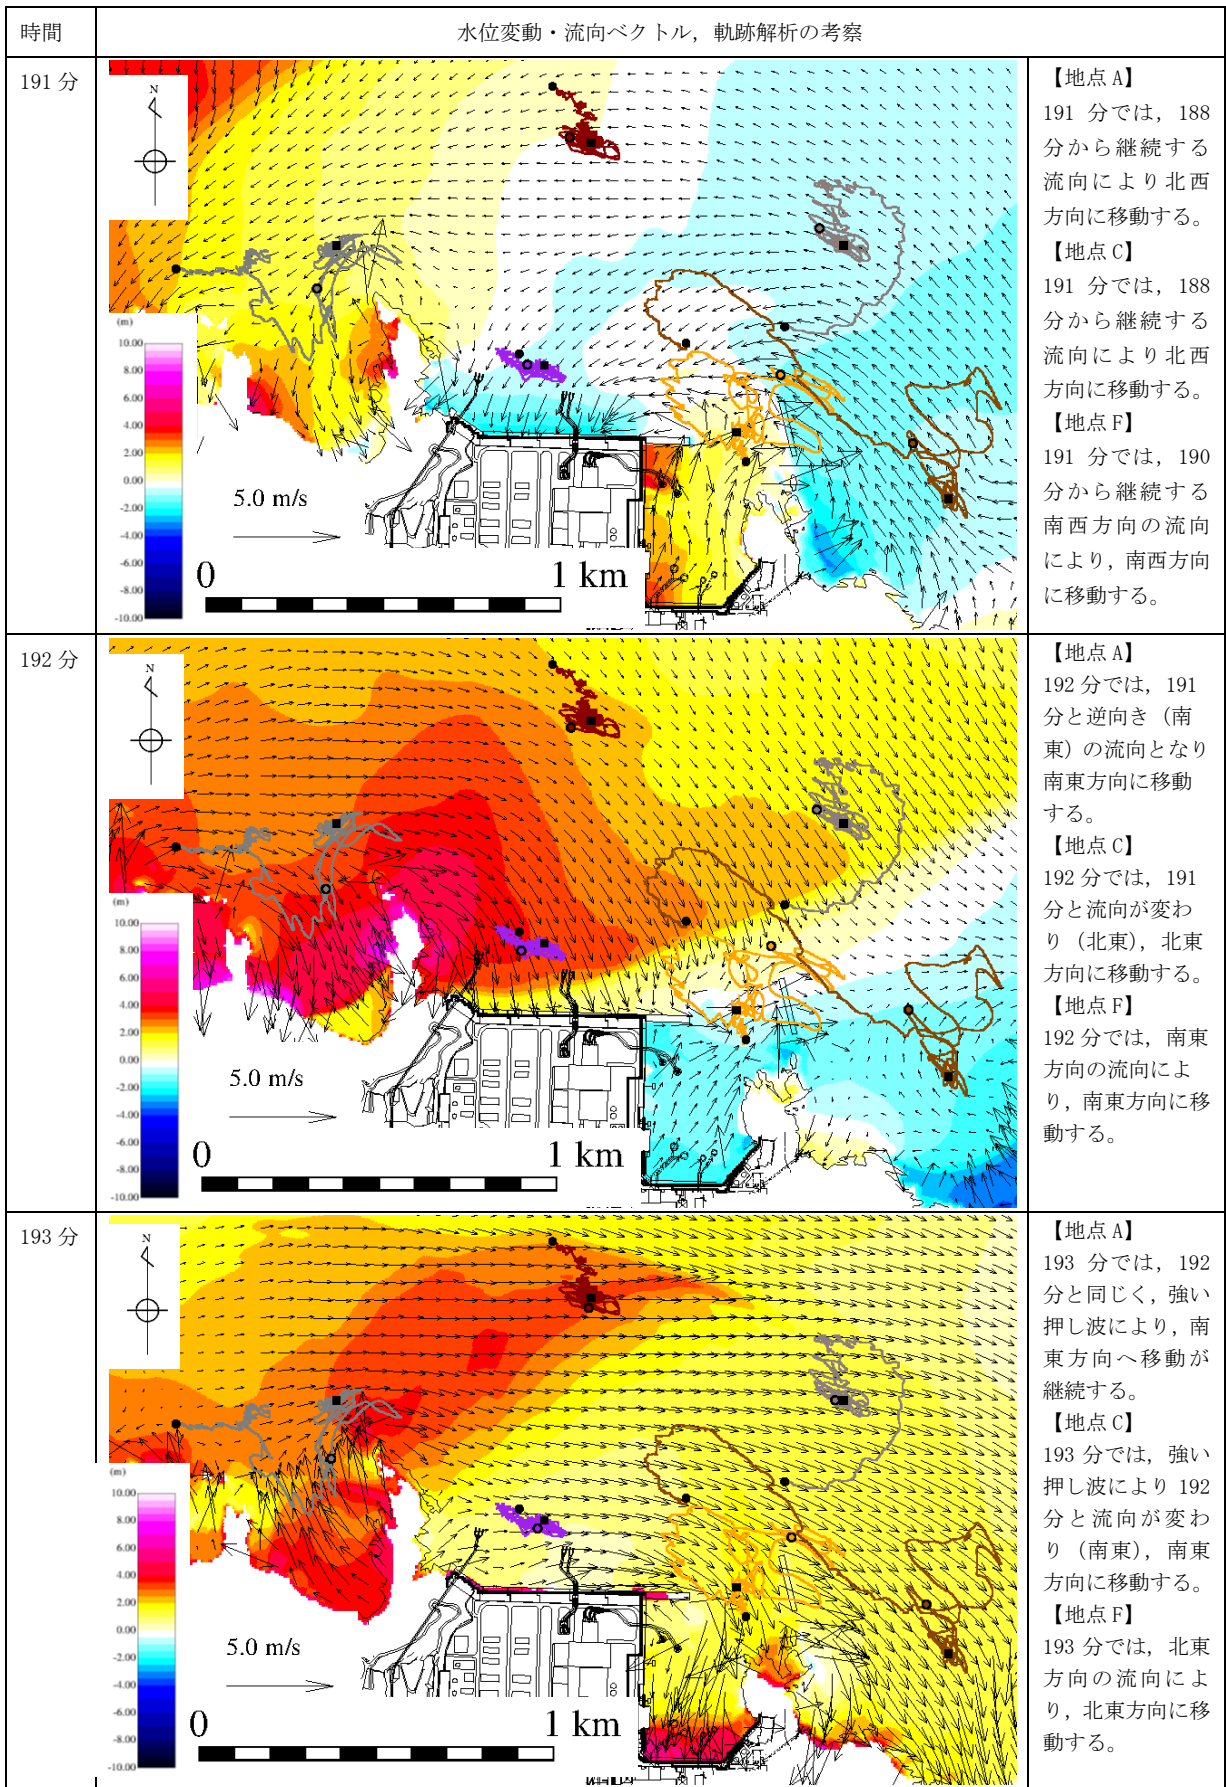 時間
水位変動・流向ベクトル，軌跡解析の考察
191 分
N
(m)
10.00
8.00
6.00
4.00
2.00
0.00
-2.00
-4.00
-6.00
-8.00
-10.00
5.0 m/s
0
1 km
【地点 A】
191 分では，188
分から継続する
流向により北西
方向に移動する。
【地点 C】
191 分では，188
分から継続する
流向により北西
方向に移動する。
【地点 F】
191 分では，190
分から継続する
南西方向の流向
により，南西方向
に移動する。
192 分
N
(m)
10.00
8.00
6.00
4.00
2.00
0.00
-2.00
-4.00
-6.00
-8.00
-10.00
5.0 m/s
0
1 km
【地点 A】
192 分では，191
分と逆向き（南
東）の流向となり
南東方向に移動
する。
【地点 C】
192 分では，191
分と流向が変わ
り（北東），北東
方向に移動する。
【地点 F】
192 分では，南東
方向の流向によ
り，南東方向に移
動する。
193 分
N
(m)
10.00
8.00
6.00
4.00
2.00
0.00
-2.00
-4.00
-6.00
-8.00
-10.00
5.0 m/s
0
1 km
【地点 A】
193 分では，192
分と同じく，強い
押し波により，南
東方向へ移動が
継続する。
【地点 C】
193 分では，強い
押し波により 192
分と流向が変わ
り（南東），南東
方向に移動する。
【地点 F】
193 分では，北東
方向の流向によ
り，北東方向に移
動する。